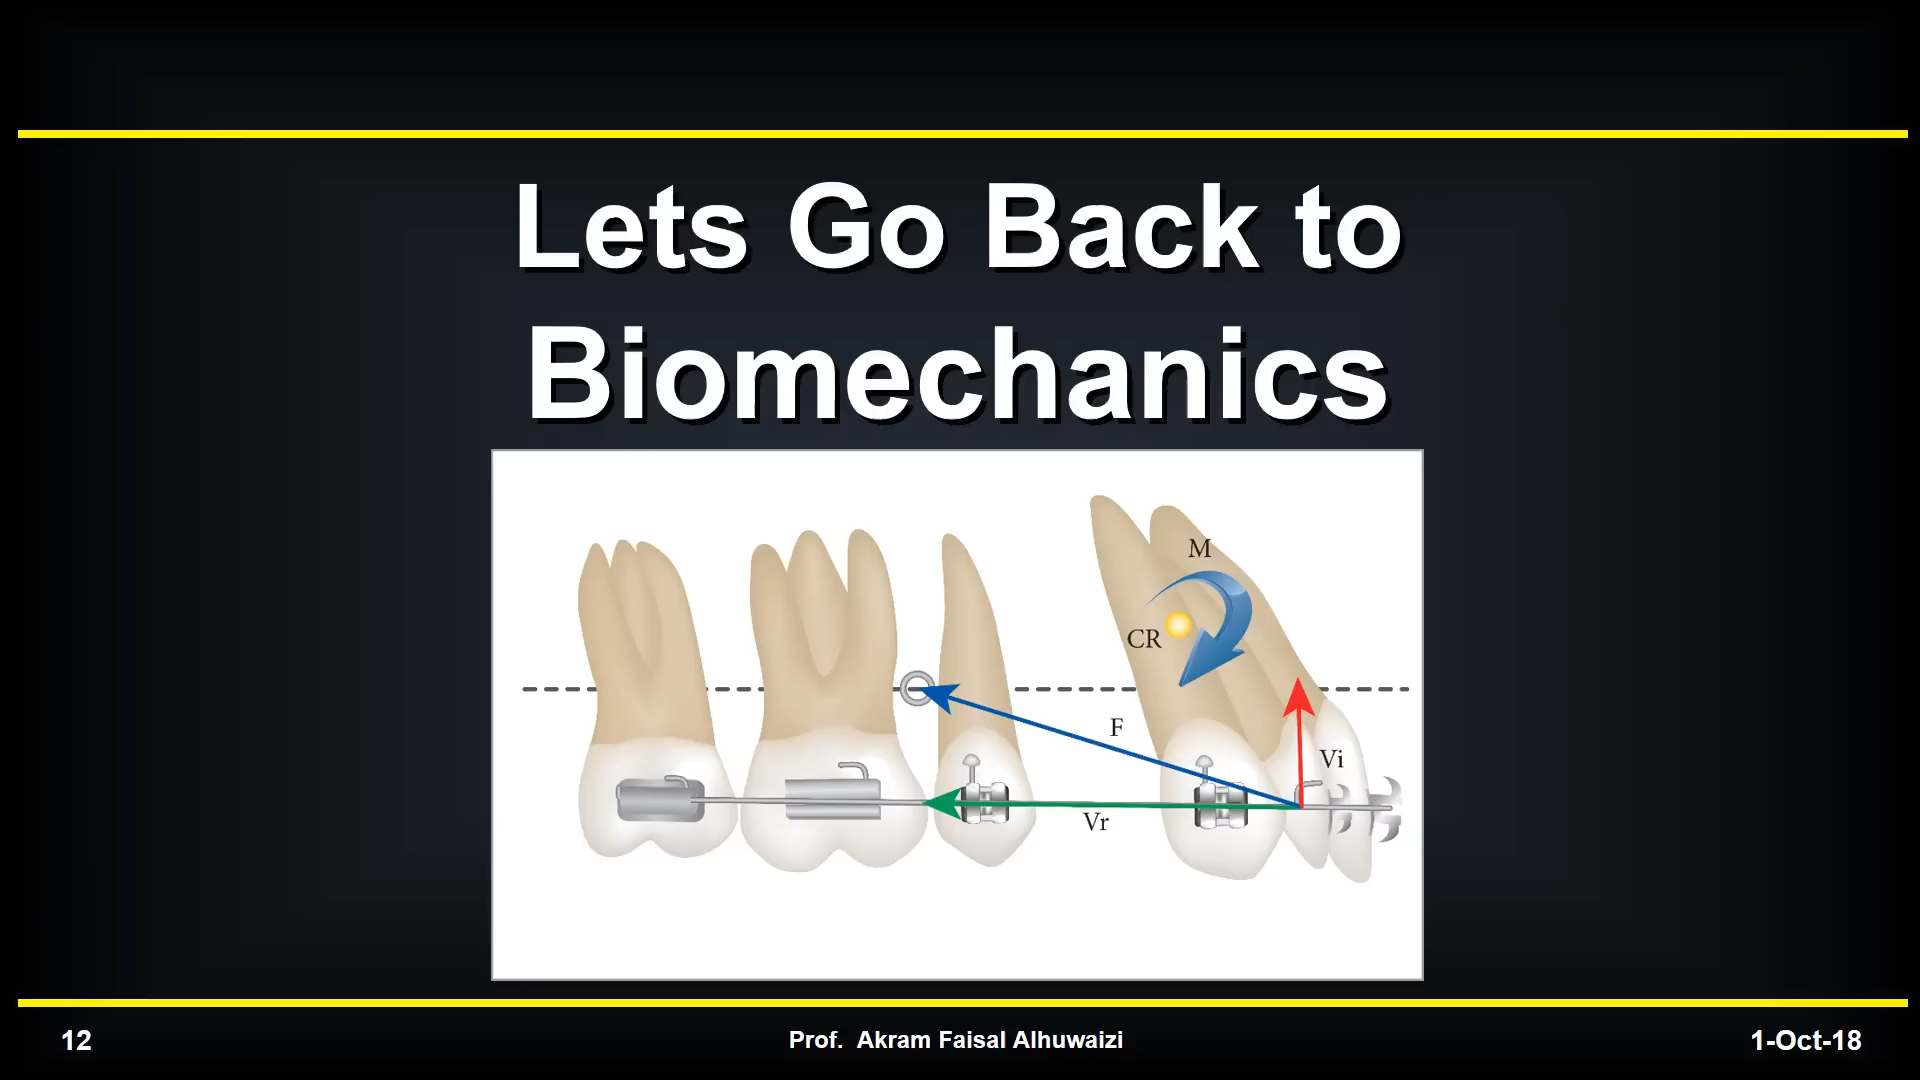 Lets Go Back to
Biomechanics
M
CR
F
Vi
Vr
12
Prof. Akram Faisal Alhuwaizi
1-Oct-18